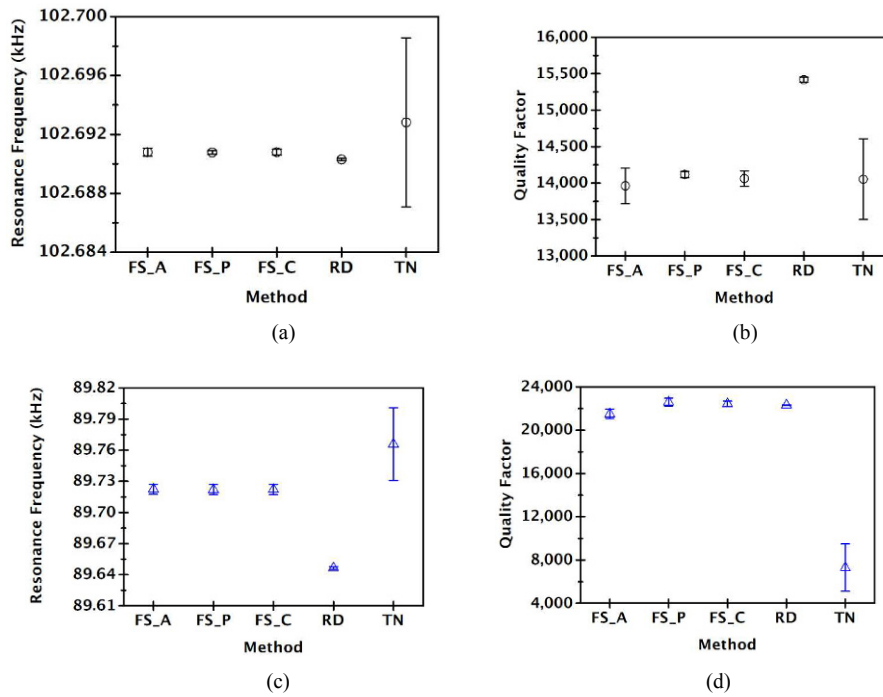 Resonance Frequency (kHz)
102.700
102.696
102.692
102.688
102.684
FS_A FS_P FS_C RD TN
Method
(a)
Quality Factor
16,000
15,500
15,000
14,500
14,000
13,500
13,000
FS_A FS_P FS_C RD TN
Method
(b)
Resonance Frequency (kHz)
89.82
89.79
89.76
89.73
89.70
89.67
89.64
89.61
FS_A FS_P FS_C RD TN
Method
(c)
Quality Factor
24,000
20,000
16,000
12,000
8,000
4,000
FS_A FS_P FS_C RD TN
Method
(d)